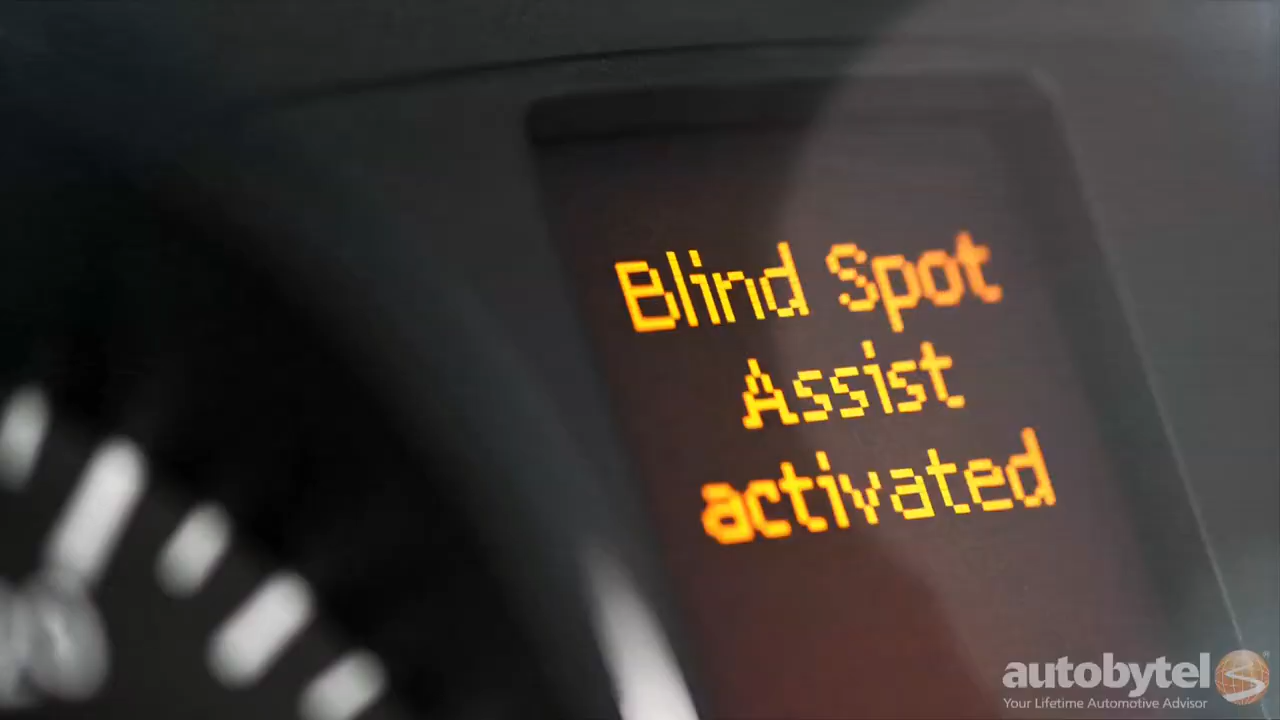 Blind Spot
Assist
activated
autobytel
Your Lifetime Automotive Advisor